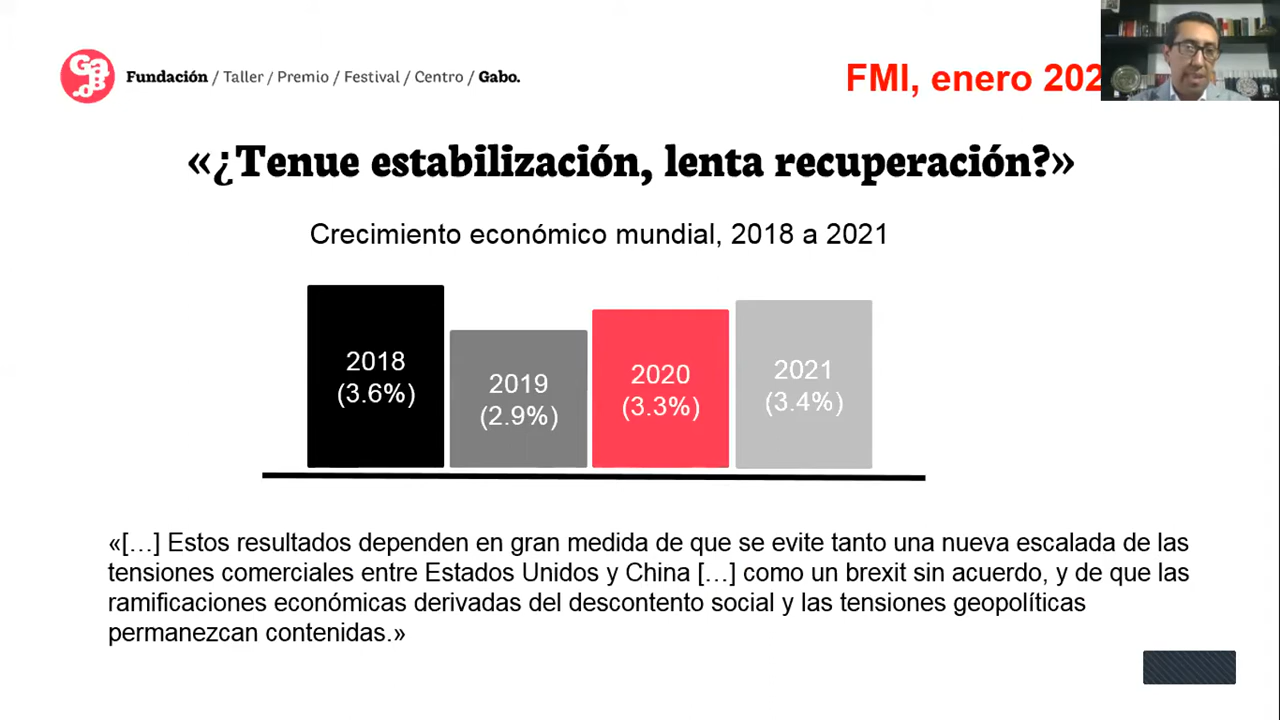 Gabo.
Fundación / Taller / Premio / Festival / Centro / Gabo.
FMI, enero
«¿Tenue estabilización, lenta recuperación?»
Crecimiento económico mundial, 2018 a 2021
2018
(3.6%)
2019
(2.9%)
2020
(3.3%)
2021
(3.4%)
«[…] Estos resultados dependen en gran medida de que se evite tanto una nueva escalada de las
tensiones comerciales entre Estados Unidos y China […] como un brexit sin acuerdo, y de que las
ramificaciones económicas derivadas del descontento social y las tensiones geopolíticas
permanezcan contenidas.»